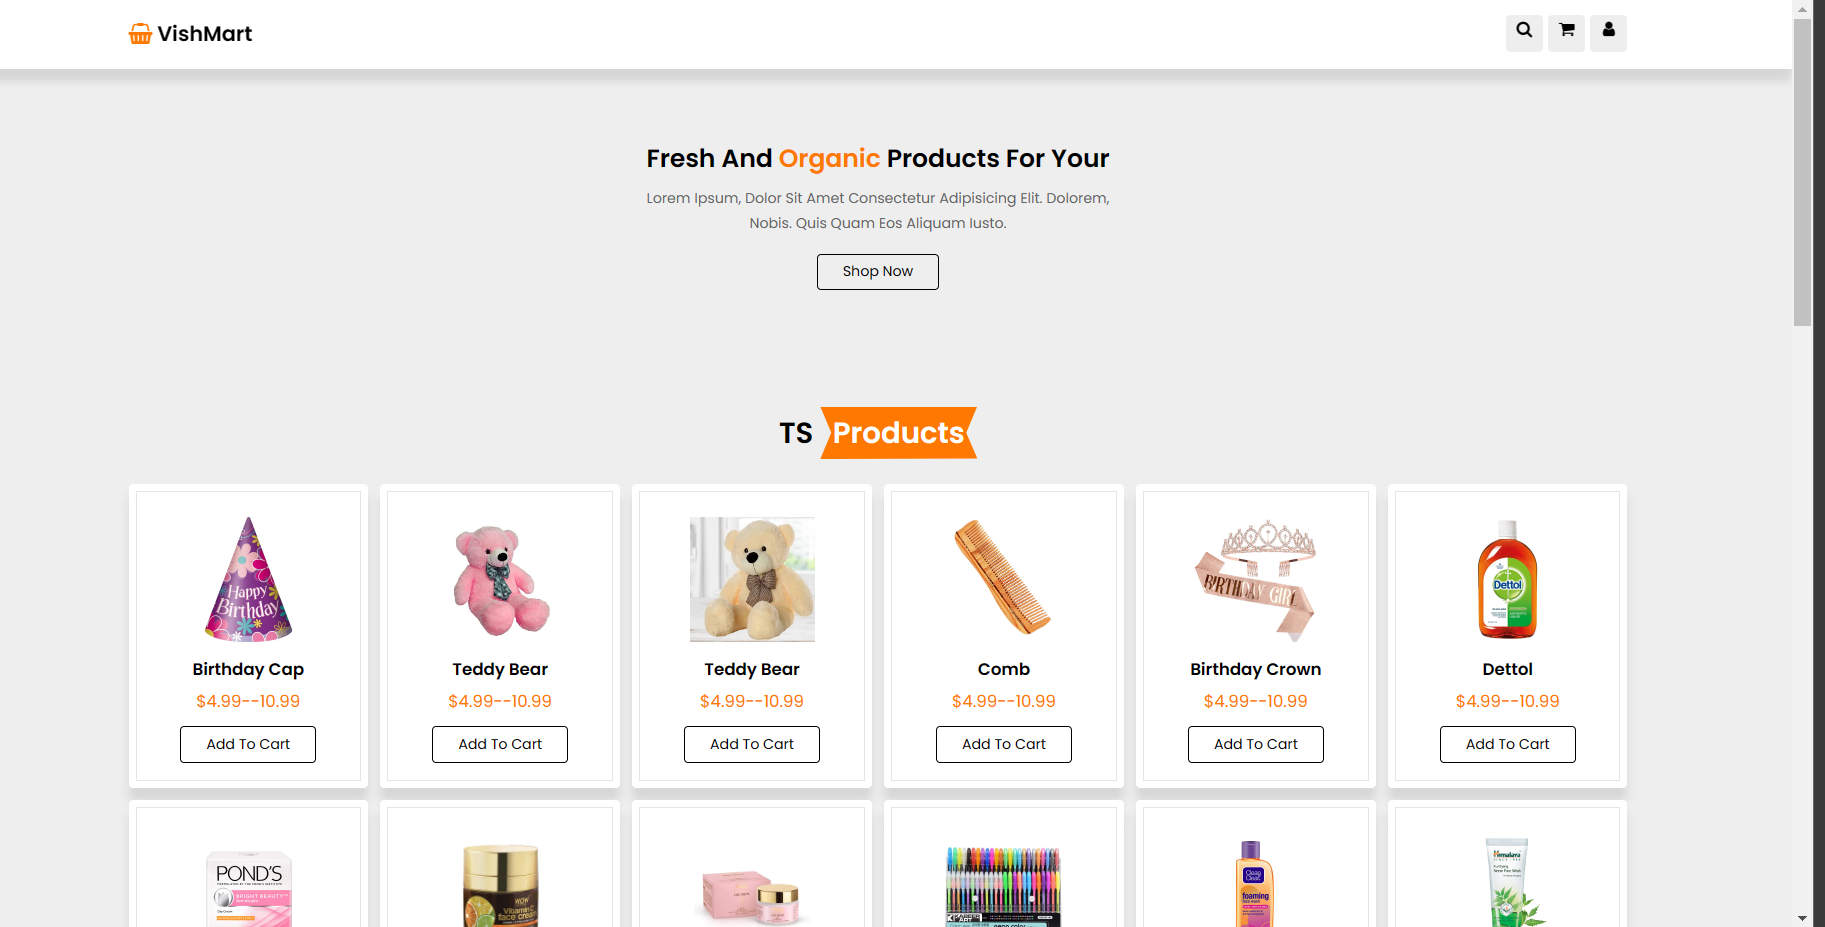 VishMart
Fresh And Organic Products For Your
Lorem Ipsum, Dolor Sit Amet Consectetur Adipisicing Elit. Dolorem,
Nobis. Quis Quam Eos Aliquam Iusto.
Shop Now
TS Products
Happy
Birthday
BIRTHDAY GIRL
Dettol
Birthday Cap
Teddy Bear
Teddy Bear
Comb
Birthday Crown
Dettol
$4.99--10.99
$4.99--10.99
$4.99--10.99
$4.99--10.99
$4.99--10.99
$4.99--10.99
Add To Cart
Add To Cart
Add To Cart
Add To Cart
Add To Cart
Add To Cart
POND'S
BRIGHT BEAUTY
WOW
Vitamin C
face cream
Clean &
Clear
foaming
face wash
Himalaya